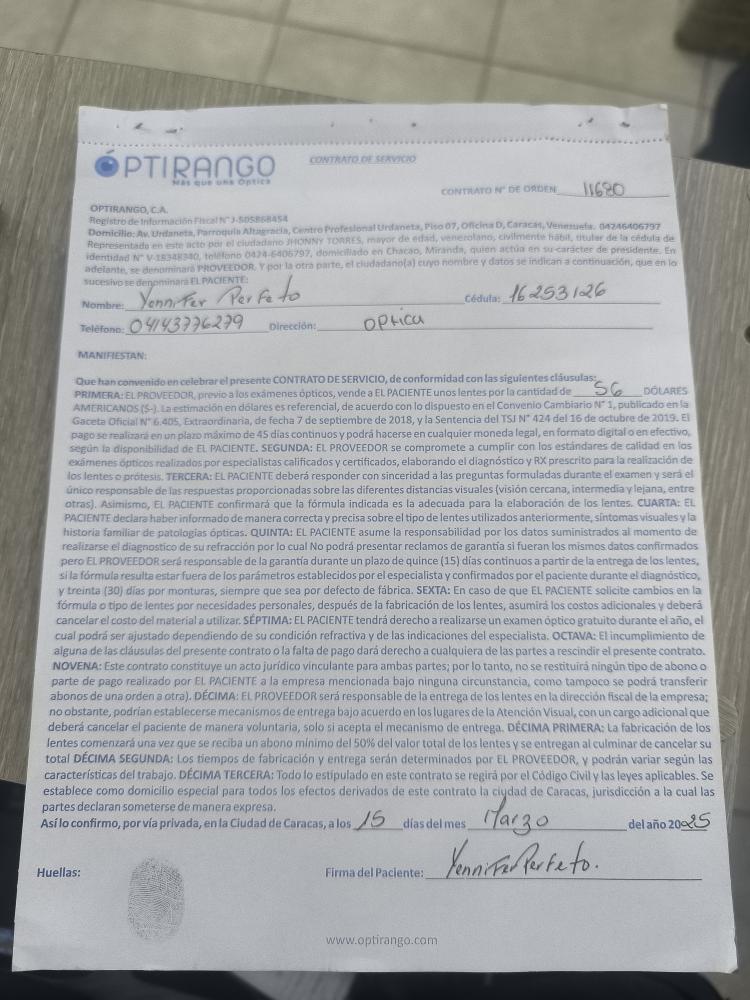 OPTIRANGO
Más que una Óptica
CONTRATO DE SERVICIO
CONTRATO N° DE ORDEN 11680
OPTIRANGO, C.A.
Registro de Información Fiscal N° J-505868454
Domicilio: Av. Urdaneta, Parroquia Altagracia, Centro Profesional Urdaneta, Piso 07, Oficina D, Caracas, Venezuela. 04246406797
Representada en este acto por el ciudadano JHONNY TORRES, mayor de edad, venezolano, civilmente hábil, titular de la cédula de
identidad N° V-18348340, teléfono 0424-6406797, domiciliado en Chacao, Miranda, quien actúa en su carácter de presidente. En
adelante, se denominará PROVEEDOR. Y por la otra parte, el ciudadano(a) cuyo nombre y datos se indican a continuación, que en lo
sucesivo se denominará EL PACIENTE:
Nombre: Yennifer Perfeto Cédula: 16253126
Teléfono: 04143776279 Dirección: Optica
MANIFIESTAN:
Que han convenido en celebrar el presente CONTRATO DE SERVICIO, de conformidad con las siguientes cláusulas:
PRIMERA: EL PROVEEDOR, previo a los exámenes ópticos, vende a EL PACIENTE unos lentes por la cantidad de 56 DÓLARES
AMERICANOS ($-). La estimación en dólares es referencial, de acuerdo con lo dispuesto en el Convenio Cambiario N° 1, publicado en la
Gaceta Oficial N° 6.405, Extraordinaria, de fecha 7 de septiembre de 2018, y la Sentencia del TSJ N° 424 del 16 de octubre de 2019. El
pago se realizará en un plazo máximo de 45 días continuos y podrá hacerse en cualquier moneda legal, en formato digital o en efectivo,
según la disponibilidad de EL PACIENTE. SEGUNDA: EL PROVEEDOR se compromete a cumplir con los estándares de calidad en los
exámenes ópticos realizados por especialistas calificados y certificados, elaborando el diagnóstico y RX prescrito para la realización de
los lentes o prótesis. TERCERA: EL PACIENTE deberá responder con sinceridad a las preguntas formuladas durante el examen y será el
único responsable de las respuestas proporcionadas sobre las diferentes distancias visuales (visión cercana, intermedia y lejana, entre
otras). Asimismo, EL PACIENTE confirmará que la fórmula indicada es la adecuada para la elaboración de los lentes. CUARTA: EL
PACIENTE declara haber informado de manera correcta y precisa sobre el tipo de lentes utilizados anteriormente, síntomas visuales y la
historia familiar de patologías ópticas. QUINTA: EL PACIENTE asume la responsabilidad por los datos suministrados al momento de
realizarse el diagnostico de su refracción por lo cual No podrá presentar reclamos de garantía si fueran los mismos datos confirmados
pero EL PROVEEDOR será responsable de la garantía durante un plazo de quince (15) días continuos a partir de la entrega de los lentes,
si la fórmula resulta estar fuera de los parámetros establecidos por el especialista y confirmados por el paciente durante el diagnóstico,
y treinta (30) días por monturas, siempre que sea por defecto de fábrica. SEXTA: En caso de que EL PACIENTE solicite cambios en la
fórmula o tipo de lentes por necesidades personales, después de la fabricación de los lentes, asumirá los costos adicionales y deberá
cancelar el costo del material a utilizar. SÉPTIMA: EL PACIENTE tendrá derecho a realizarse un examen óptico gratuito durante el año, el
cual podrá ser ajustado dependiendo de su condición refractiva y de las indicaciones del especialista. OCTAVA: El incumplimiento de
alguna de las cláusulas del presente contrato o la falta de pago dará derecho a cualquiera de las partes a rescindir el presente contrato.
NOVENA: Este contrato constituye un acto jurídico vinculante para ambas partes; por lo tanto, no se restituirá ningún tipo de abono o
parte de pago realizado por EL PACIENTE a la empresa mencionada bajo ninguna circunstancia, como tampoco se podrá transferir
abonos de una orden a otra). DÉCIMA: EL PROVEEDOR será responsable de la entrega de los lentes en la dirección fiscal de la empresa;
no obstante, podrían establecerse mecanismos de entrega bajo acuerdo en los lugares de la Atención Visual, con un cargo adicional que
deberá cancelar el paciente de manera voluntaria, solo si acepta el mecanismo de entrega. DÉCIMA PRIMERA: La fabricación de los
lentes comenzará una vez que se reciba un abono mínimo del 50% del valor total de los lentes y se entregan al culminar de cancelar su
total DÉCIMA SEGUNDA: Los tiempos de fabricación y entrega serán determinados por EL PROVEEDOR, y podrán variar según las
características del trabajo. DÉCIMA TERCERA: Todo lo estipulado en este contrato se regirá por el Código Civil y las leyes aplicables. Se
establece como domicilio especial para todos los efectos derivados de este contrato la ciudad de Caracas, jurisdicción a la cual las
partes declaran someterse de manera expresa.
Así lo confirmo, por vía privada, en la Ciudad de Caracas, a los 15 días del mes Marzo del año 2025
Huellas: Firma del Paciente: Yennifer Perfeto.
www.optirango.com